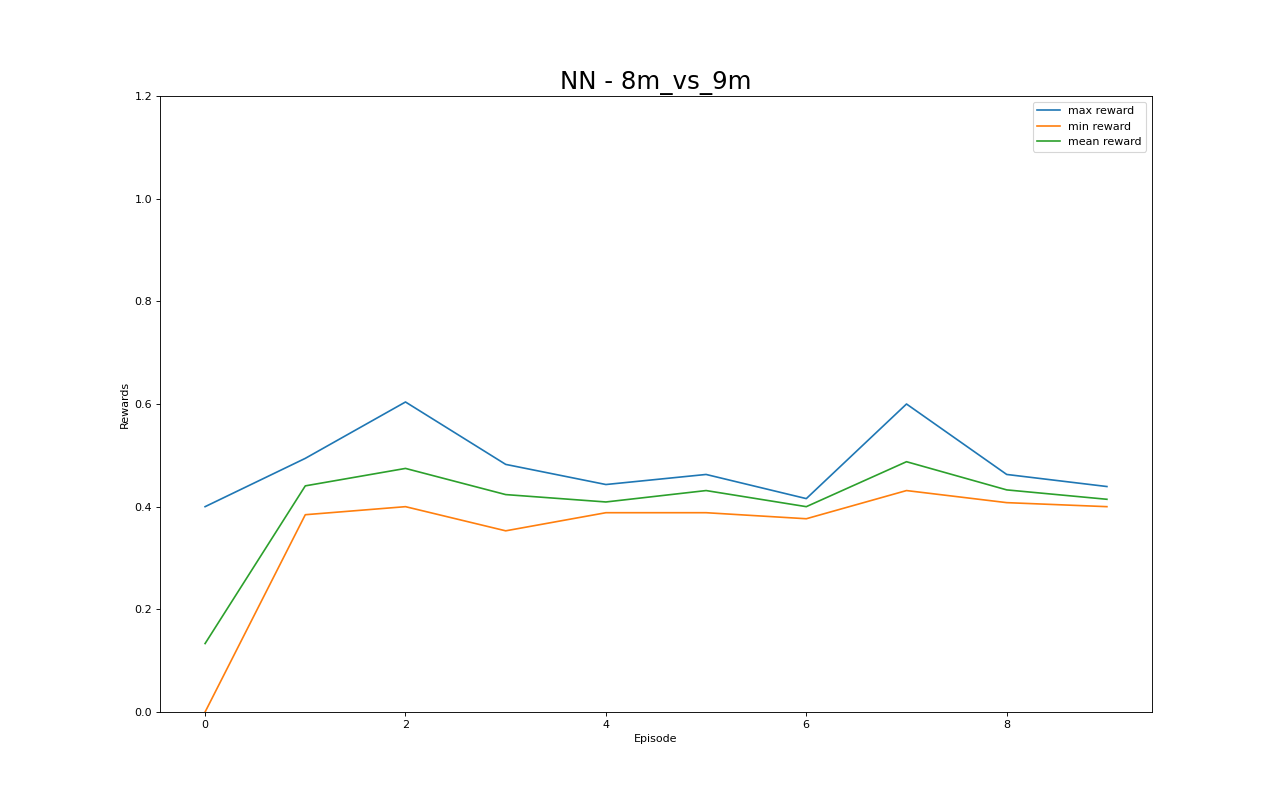 NN - 8m_vs_9m
max reward
min reward
mean reward
1.2
1.0
0.8
0.6
0.4
0.2
0.0
Rewards
0 2 4 6 8
Episode